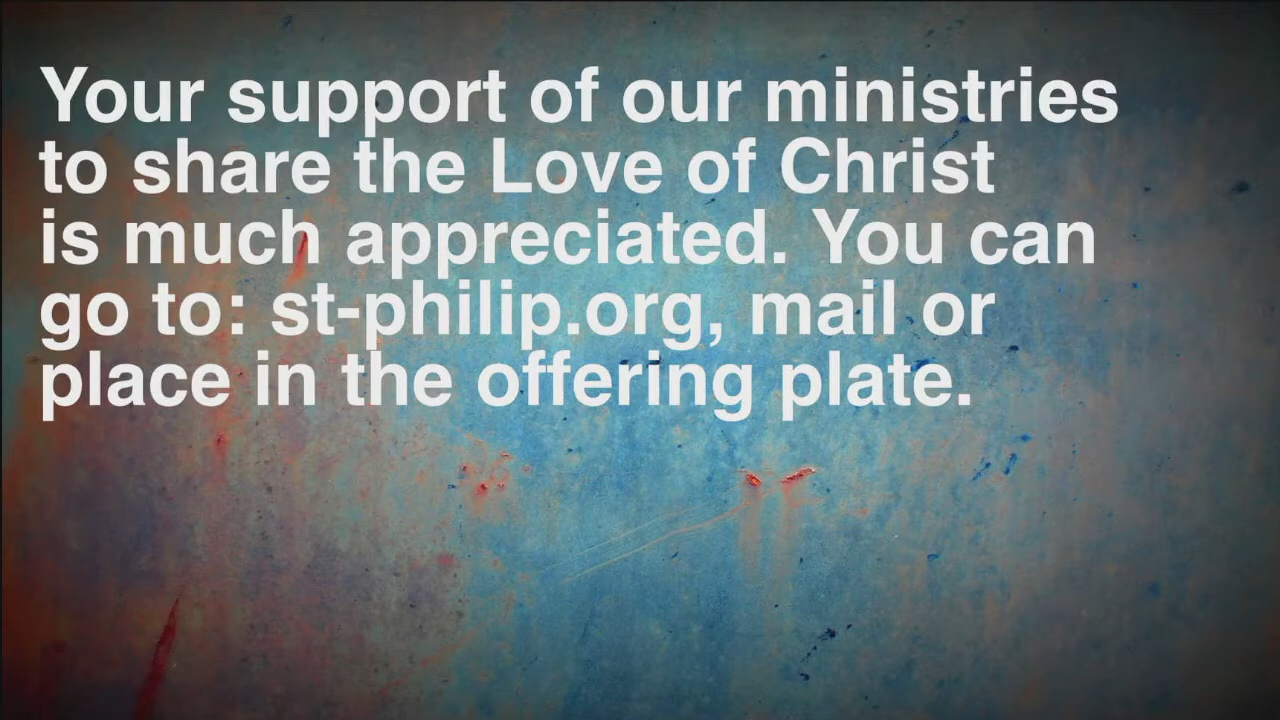 Your support of our ministries
to share the Love of Christ
is much appreciated. You can
go to: st-philip.org, mail or
place in the offering plate.